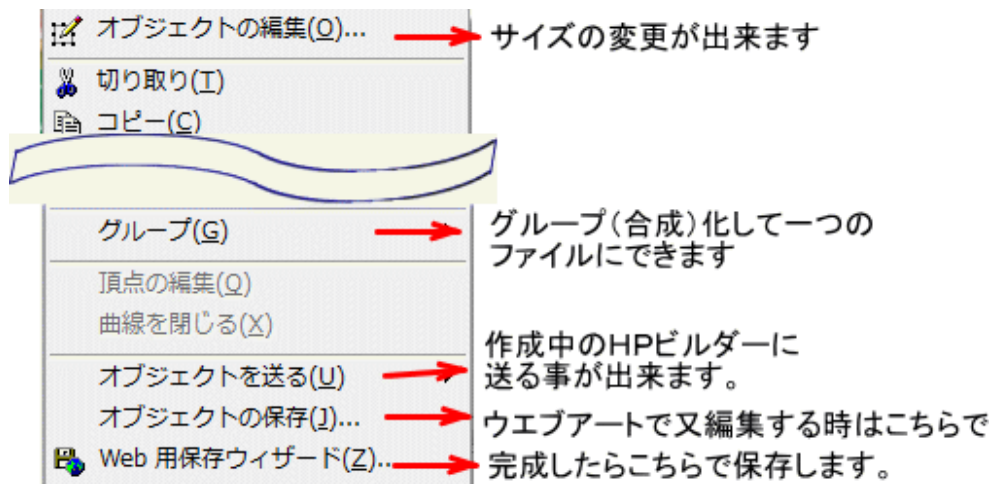 オブジェクトの編集(O)...
サイズの変更が出来ます
切り取り(T)
コピー(C)
グループ(G)
グループ(合成)化して一つの
ファイルにできます
頂点の編集(Q)
曲線を閉じる(X)
作成中のHPビルダーに
オブジェクトを送る(U)
送る事が出来ます。
オブジェクトの保存(J)...
ウエブアートで又編集する時はこちらで
Web 用保存ウィザード(Z)...
完成したらこちらで保存します。